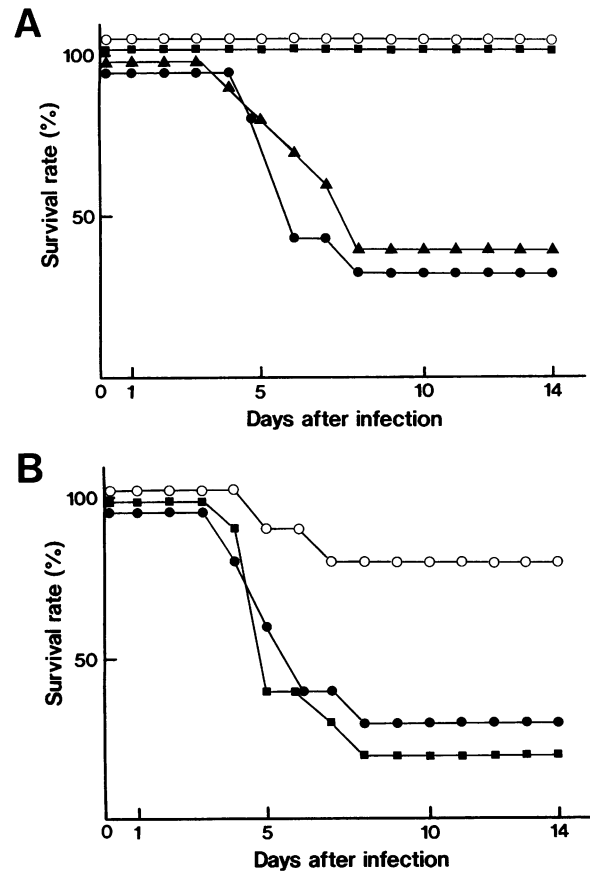 A
100
50
Survival rate (%)
0 1 5 10 14
Days after infection
B
100
50
Survival rate (%)
0 1 5 10 14
Days after infection